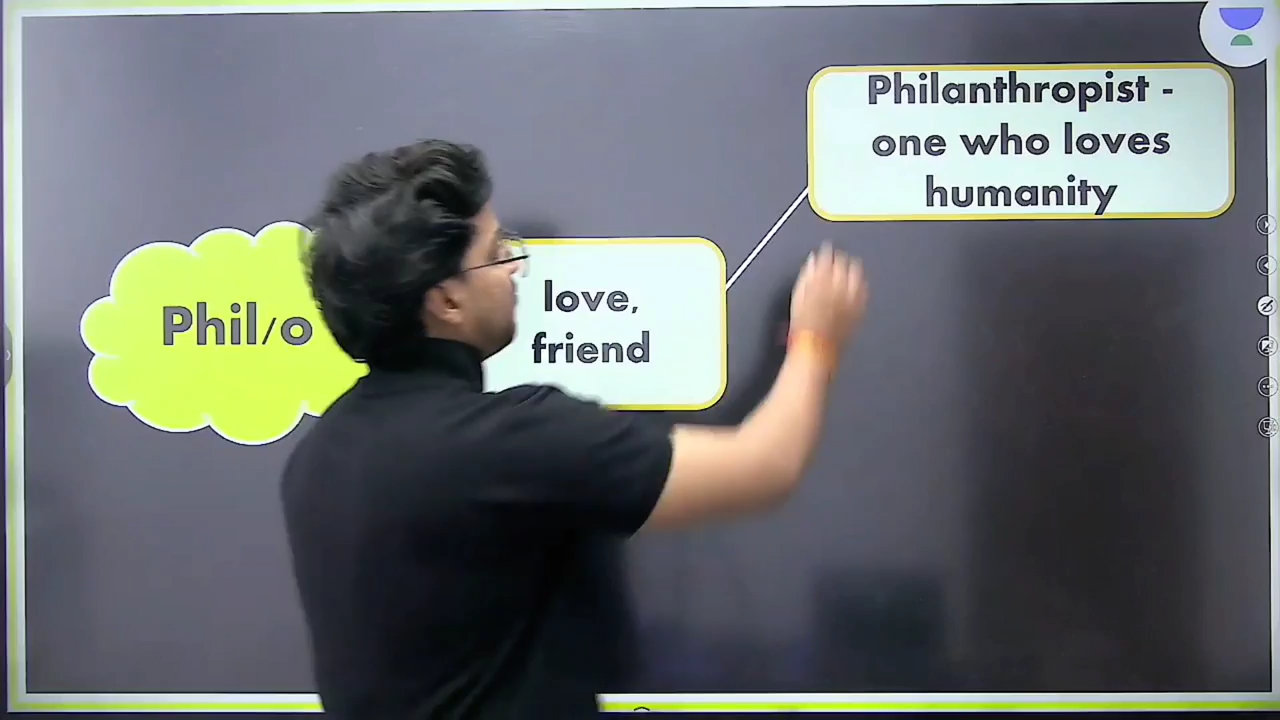 Phil/o
love,
friend
Philanthropist -
one who loves
humanity